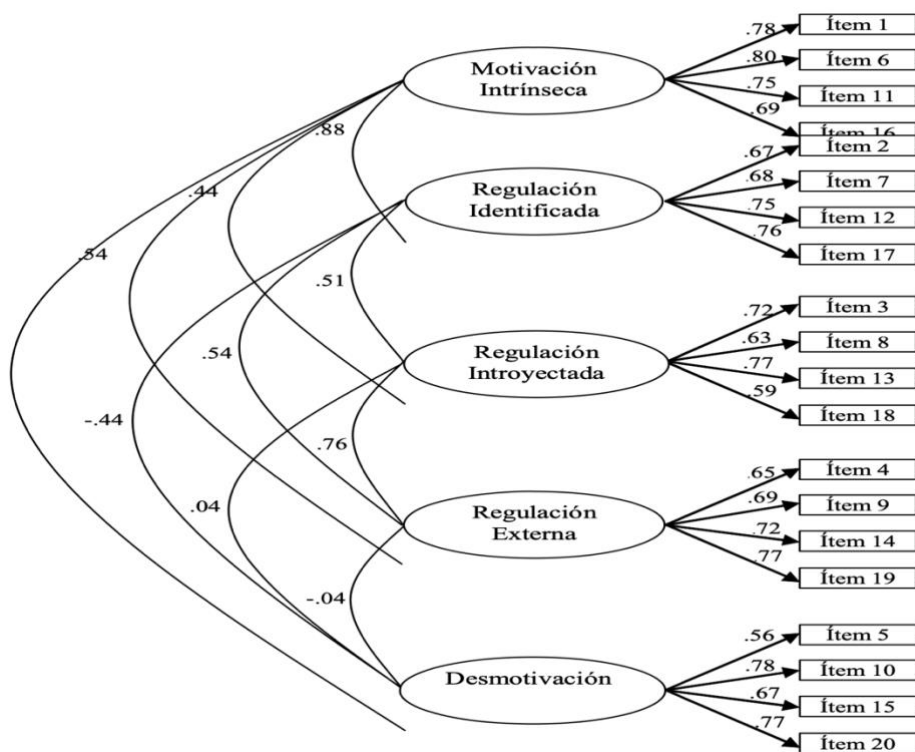 .78
Ítem 1
.80
Ítem 6
Motivación
Intrínseca
.75
Ítem 11
.69
Ítem 16
.88
.67
Ítem 2
.68
Ítem 7
.44
Regulación
Identificada
.75
Ítem 12
.76
Ítem 17
.54
.51
.72
Ítem 3
.63
Ítem 8
.54
Regulación
Introyectada
.77
Ítem 13
.59
Ítem 18
-.44
.76
.65
Ítem 4
.69
Ítem 9
.04
Regulación
Externa
.72
Ítem 14
.77
Ítem 19
-.04
.56
Ítem 5
.78
Ítem 10
Desmotivación
.67
Ítem 15
.77
Ítem 20